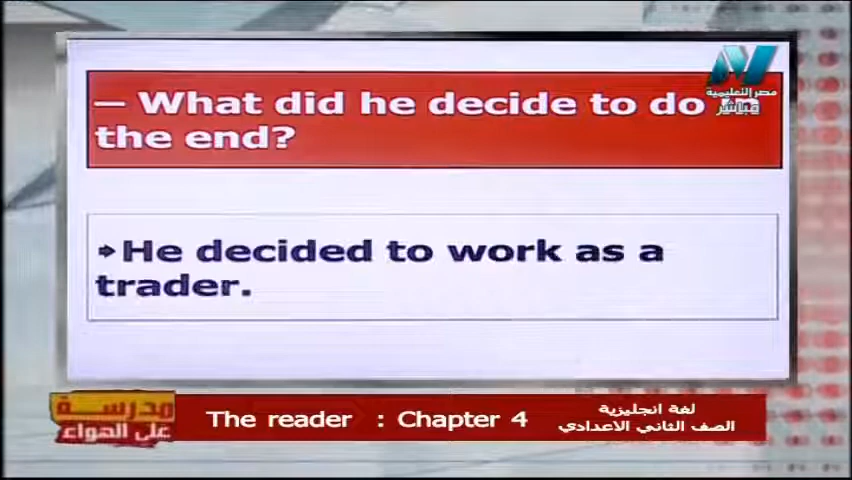 — What did he decide to do
the end?
➩He decided to work as a
trader.
مصر التعليمية
مباشر
مدرسة
على الهواء
The reader : Chapter 4
لغة انجليزية
الصف الثاني الاعدادي